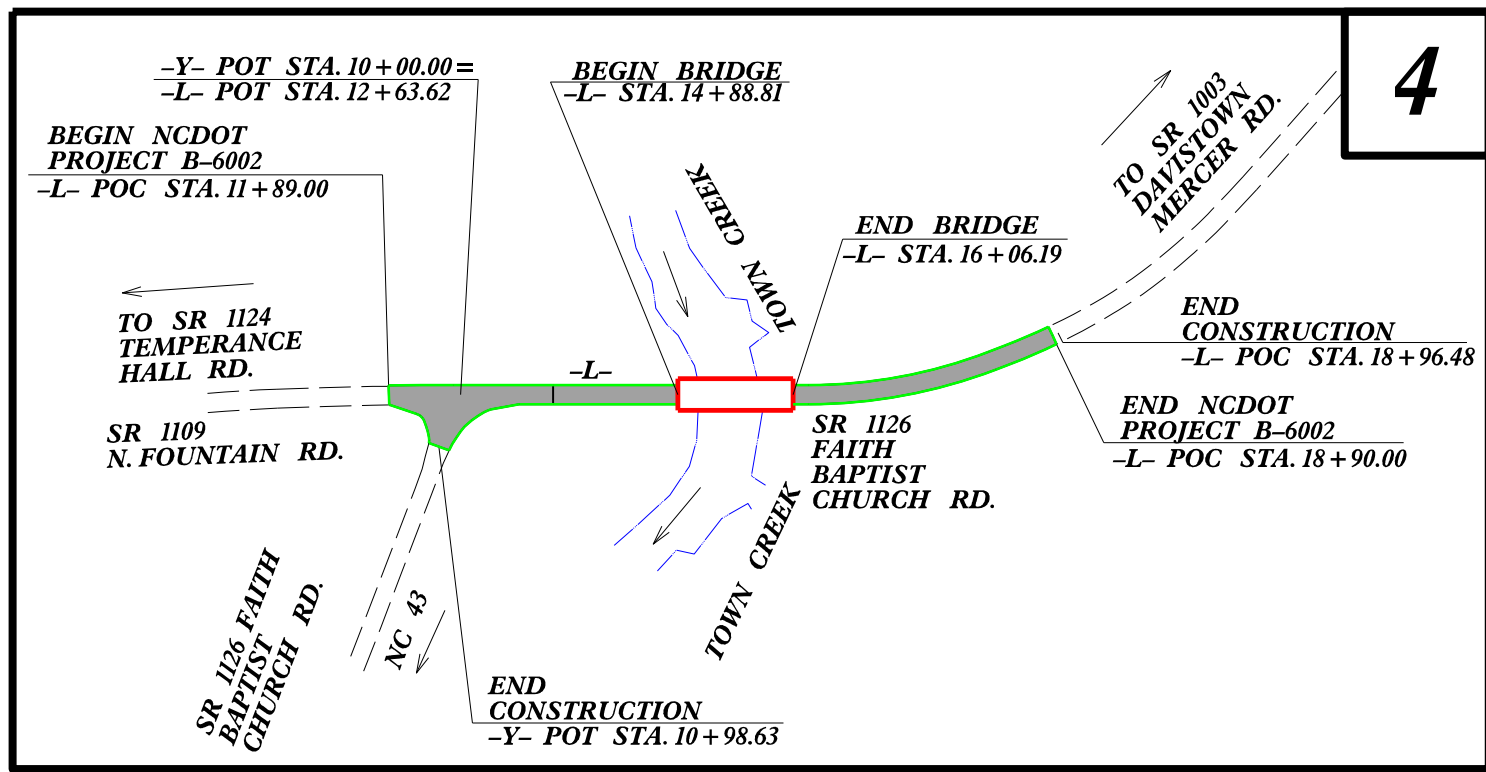 –Y– POT STA. 10+00.00=
–L– POT STA. 12+63.62
BEGIN NCDOT
PROJECT B–6002
–L– POC STA. 11+89.00
BEGIN BRIDGE
–L– STA. 14+88.81
4
TO SR 1003
DAVISTOWN
MERCER RD.
TOWN CREEK
END BRIDGE
–L– STA. 16+06.19
TO SR 1124
TEMPERANCE
HALL RD.
END
CONSTRUCTION
–L– POC STA. 18+96.48
–L–
SR 1109
N. FOUNTAIN RD.
SR 1126
FAITH
BAPTIST
CHURCH RD.
END NCDOT
PROJECT B–6002
–L– POC STA. 18+90.00
TOWN CREEK
SR 1126 FAITH
BAPTIST
CHURCH RD.
NC 43
END
CONSTRUCTION
–Y– POT STA. 10+98.63